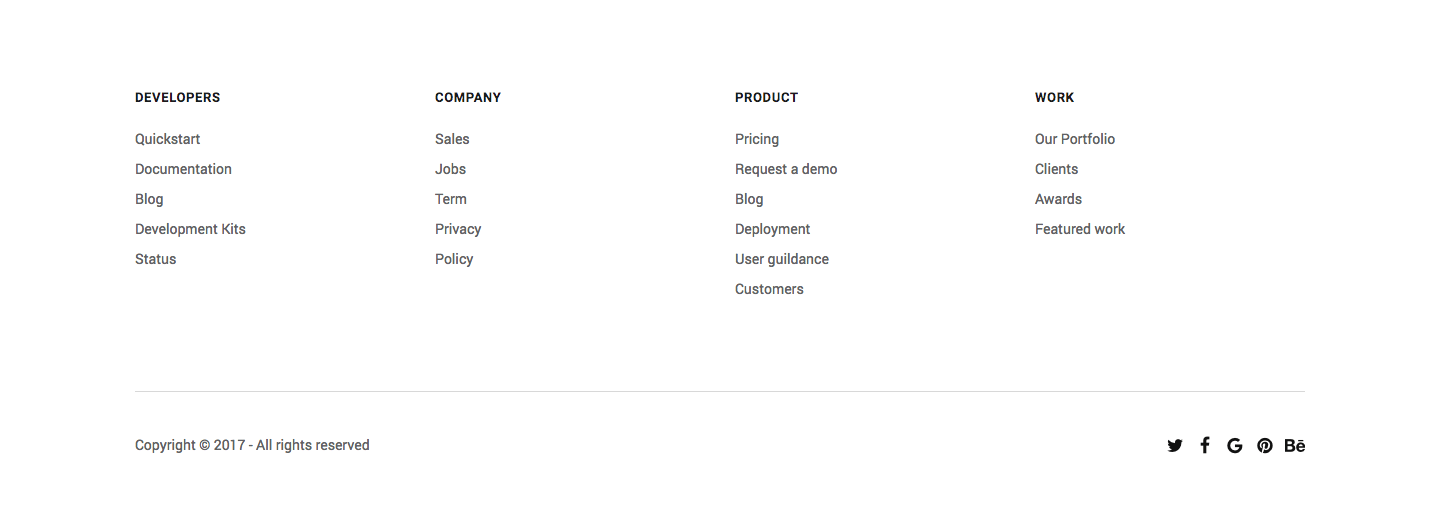 DEVELOPERS
Quickstart
Documentation
Blog
Development Kits
Status
COMPANY
Sales
Jobs
Term
Privacy
Policy
PRODUCT
Pricing
Request a demo
Blog
Deployment
User guildance
Customers
WORK
Our Portfolio
Clients
Awards
Featured work
Copyright © 2017 - All rights reserved